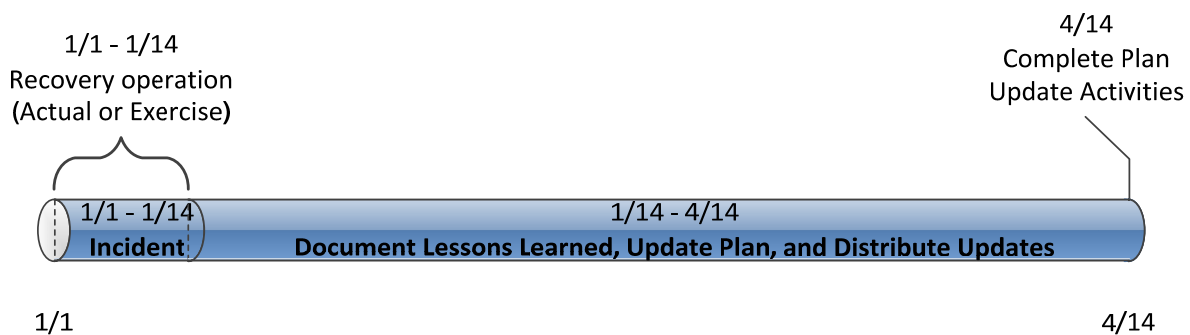 1/1 - 1/14
Recovery operation
(Actual or Exercise)
4/14
Complete Plan
Update Activities
1/1 - 1/14
Incident
1/14 - 4/14
Document Lessons Learned, Update Plan, and Distribute Updates
1/1
4/14